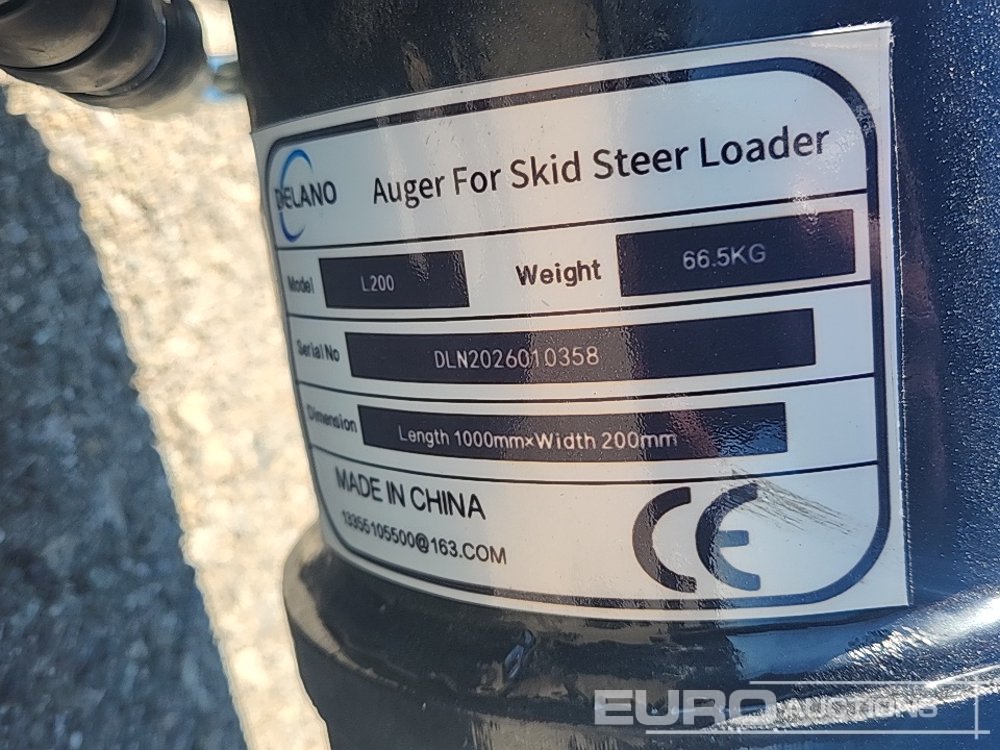 DELANO
Auger For Skid Steer Loader
Model L200 Weight 66.5KG
Serial No DLN2026010358
Dimension Length 1000mm×Width 200mm
MADE IN CHINA
13355105500@163.COM
CE
EURO AUCTIONS